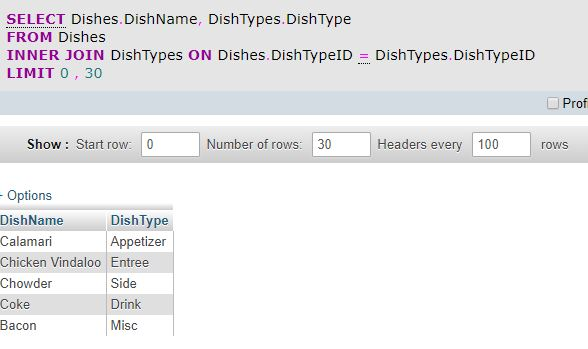 SELECT Dishes.DishName, DishTypes.DishType
FROM Dishes
INNER JOIN DishTypes ON Dishes.DishTypeID = DishTypes.DishTypeID
LIMIT 0 , 30
Profi
Show : Start row: 0 Number of rows: 30 Headers every 100 rows
+ Options
DishName DishType
Calamari Appetizer
Chicken Vindaloo Entree
Chowder Side
Coke Drink
Bacon Misc